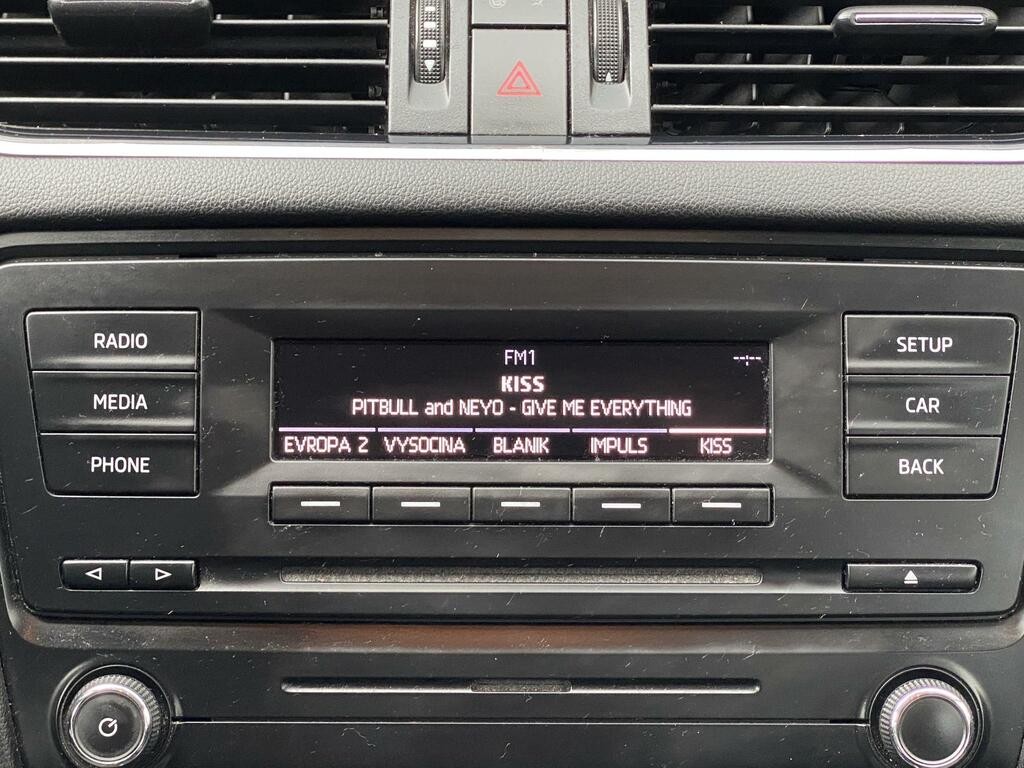 RADIO
MEDIA
PHONE
FM1
--:--
KISS
PITBULL and NEYO - GIVE ME EVERYTHING
EVROPA 2 VYSOCINA BLANIK IMPULS KISS
SETUP
CAR
BACK